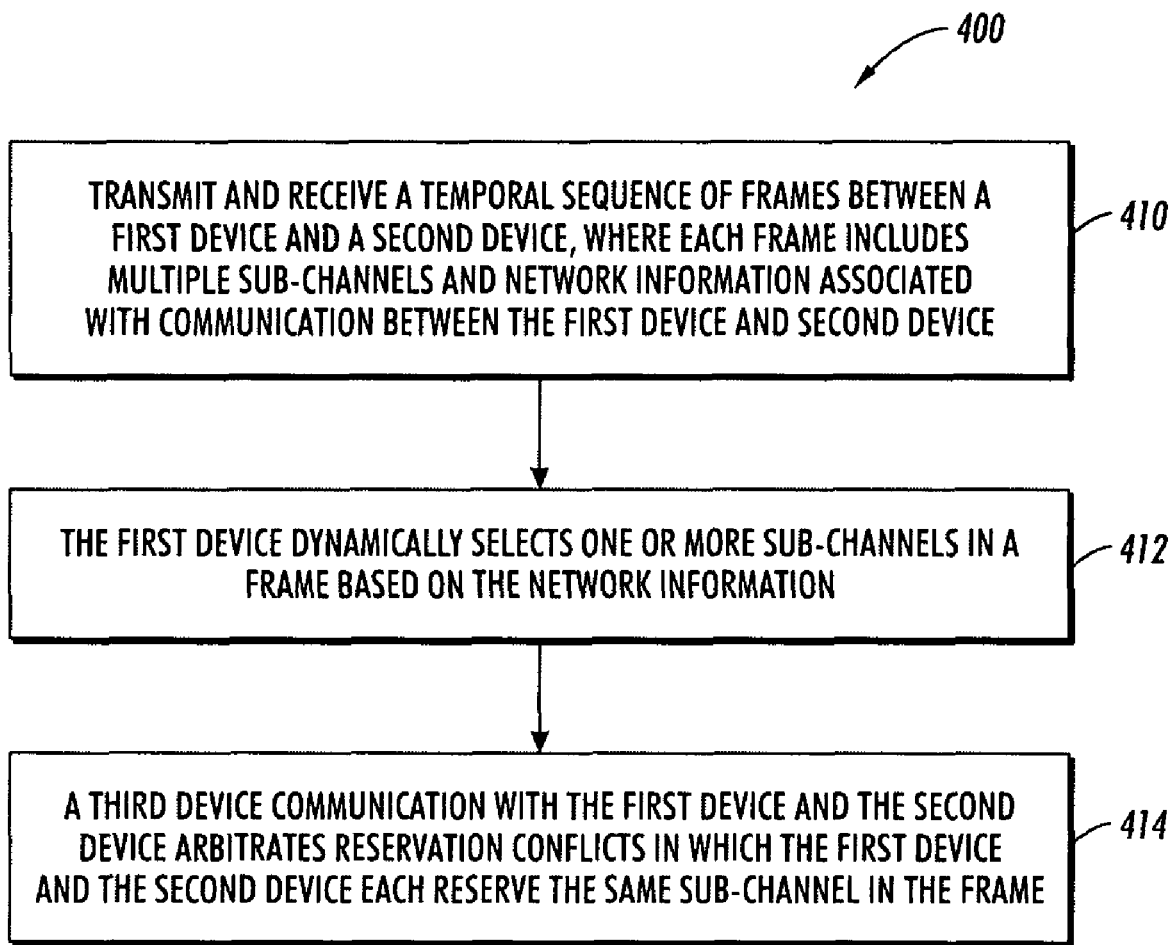 400
TRANSMIT AND RECEIVE A TEMPORAL SEQUENCE OF FRAMES BETWEEN A
FIRST DEVICE AND A SECOND DEVICE, WHERE EACH FRAME INCLUDES
MULTIPLE SUB-CHANNELS AND NETWORK INFORMATION ASSOCIATED
WITH COMMUNICATION BETWEEN THE FIRST DEVICE AND SECOND DEVICE
410
THE FIRST DEVICE DYNAMICALLY SELECTS ONE OR MORE SUB-CHANNELS IN A
FRAME BASED ON THE NETWORK INFORMATION
412
A THIRD DEVICE COMMUNICATION WITH THE FIRST DEVICE AND THE SECOND
DEVICE ARBITRATES RESERVATION CONFLICTS IN WHICH THE FIRST DEVICE
AND THE SECOND DEVICE EACH RESERVE THE SAME SUB-CHANNEL IN THE FRAME
414